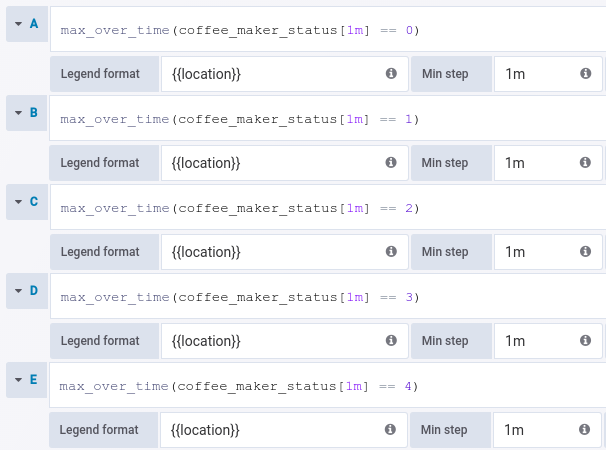 A max_over_time(coffee_maker_status[1m] == 0)
Legend format {{location}} Min step 1m
B max_over_time(coffee_maker_status[1m] == 1)
Legend format {{location}} Min step 1m
C max_over_time(coffee_maker_status[1m] == 2)
Legend format {{location}} Min step 1m
D max_over_time(coffee_maker_status[1m] == 3)
Legend format {{location}} Min step 1m
E max_over_time(coffee_maker_status[1m] == 4)
Legend format {{location}} Min step 1m